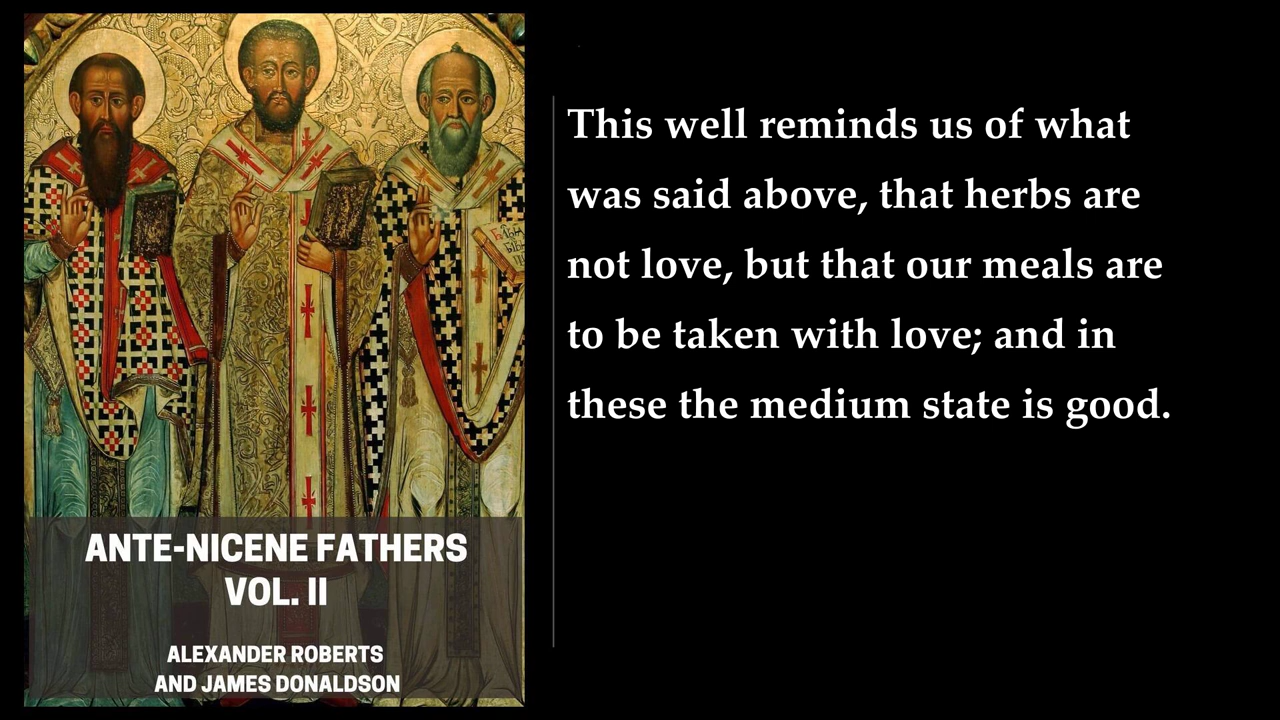 ANTE-NICENE FATHERS
VOL. II
ALEXANDER ROBERTS
AND JAMES DONALDSON
This well reminds us of what
was said above, that herbs are
not love, but that our meals are
to be taken with love; and in
these the medium state is good.